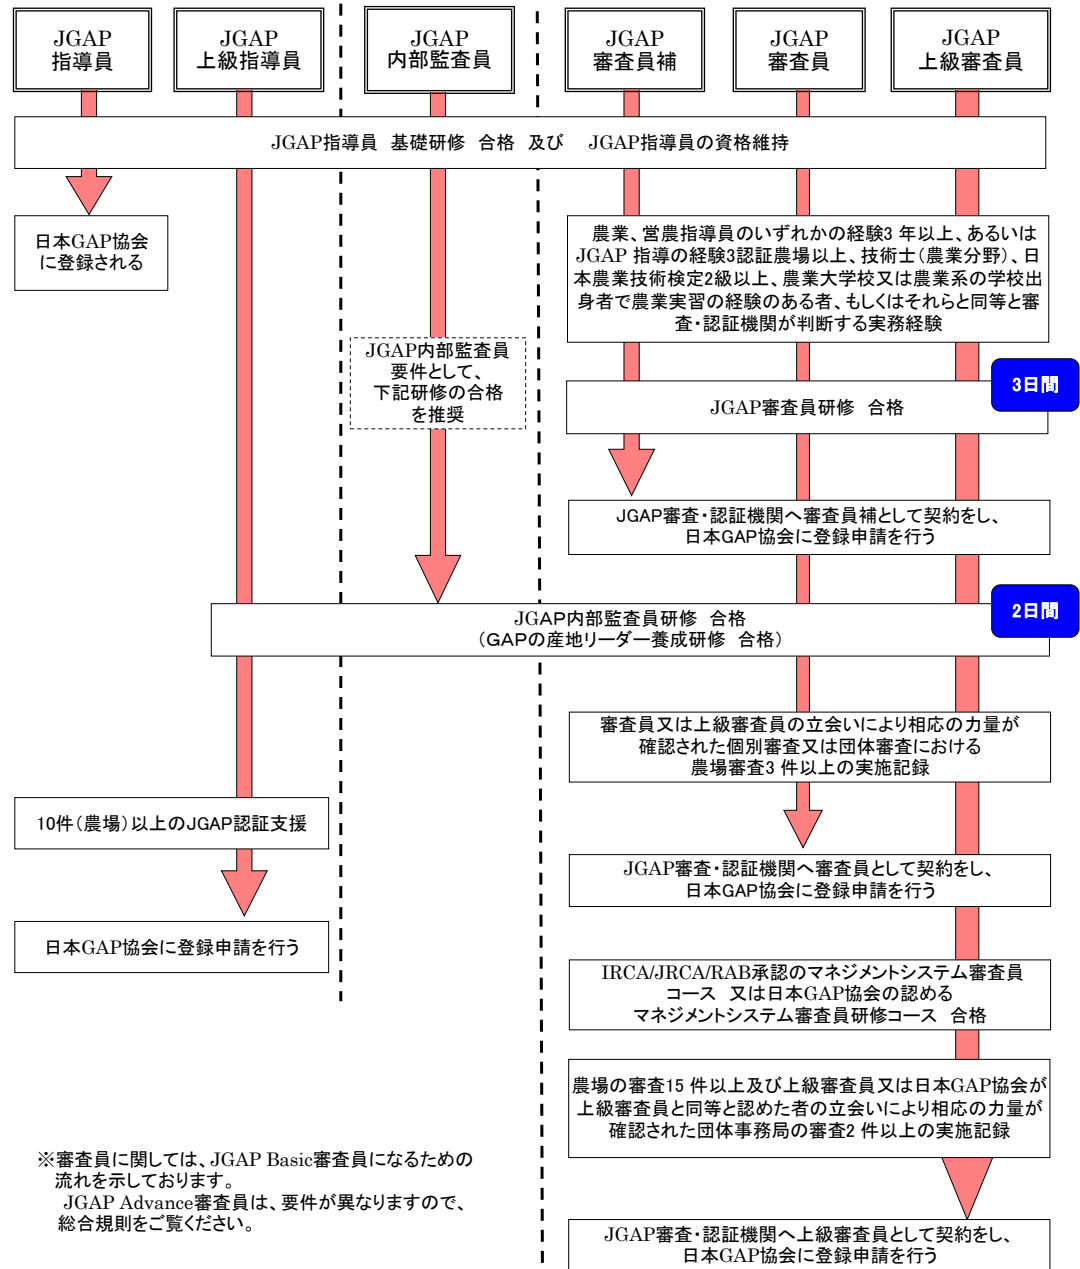 JGAP
指導員
JGAP
上級指導員
JGAP
内部監査員
JGAP
審査員補
JGAP
審査員
JGAP
上級審査員
JGAP指導員 基礎研修 合格 及び JGAP指導員の資格維持
日本GAP協会
に登録される
農業、営農指導員のいずれかの経験3 年以上、あるいは
JGAP 指導の経験3認証農場以上、技術士(農業分野)、日
本農業技術検定2級以上、農業大学校又は農業系の学校出
身者で農業実習の経験のある者、もしくはそれらと同等と審
査・認証機関が判断する実務経験
JGAP内部監査員
要件として、
下記研修の合格
を推奨
3日間
JGAP審査員研修 合格
JGAP審査・認証機関へ審査員補として契約をし、
日本GAP協会に登録申請を行う
2日間
JGAP内部監査員研修 合格
(GAPの産地リーダー養成研修 合格)
審査員又は上級審査員の立会いにより相応の力量が
確認された個別審査又は団体審査における
農場審査3 件以上の実施記録
10件(農場)以上のJGAP認証支援
JGAP審査・認証機関へ審査員として契約をし、
日本GAP協会に登録申請を行う
日本GAP協会に登録申請を行う
IRCA/JRCA/RAB承認のマネジメントシステム審査員
コース 又は日本GAP協会の認める
マネジメントシステム審査員研修コース 合格
農場の審査15 件以上及び上級審査員又は日本GAP協会が
上級審査員と同等と認めた者の立会いにより相応の力量が
確認された団体事務局の審査2 件以上の実施記録
※審査員に関しては、JGAP Basic審査員になるための
流れを示しております。
JGAP Advance審査員は、要件が異なりますので、
総合規則をご覧ください。
JGAP審査・認証機関へ上級審査員として契約をし、
日本GAP協会に登録申請を行う